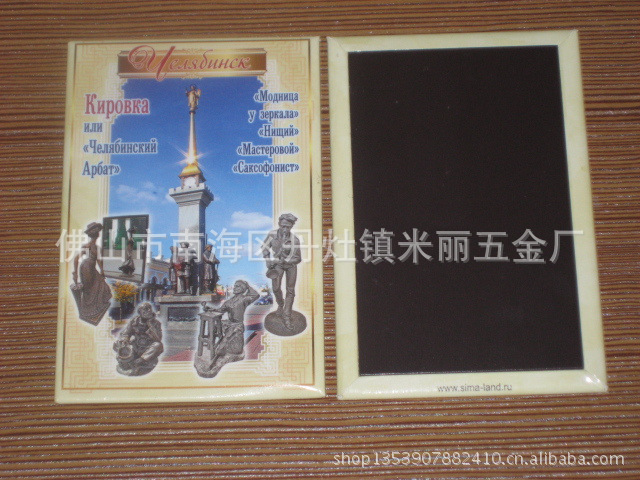 Челябинск
Кировка
или
«Челябинский
Арбат»
«Модница
у зеркала»
«Нищий»
«Мастеровой»
«Саксофонист»
佛山市南海区丹灶镇米丽五金厂
www.sima-land.ru
shop1353907882410.cn.alibaba.com